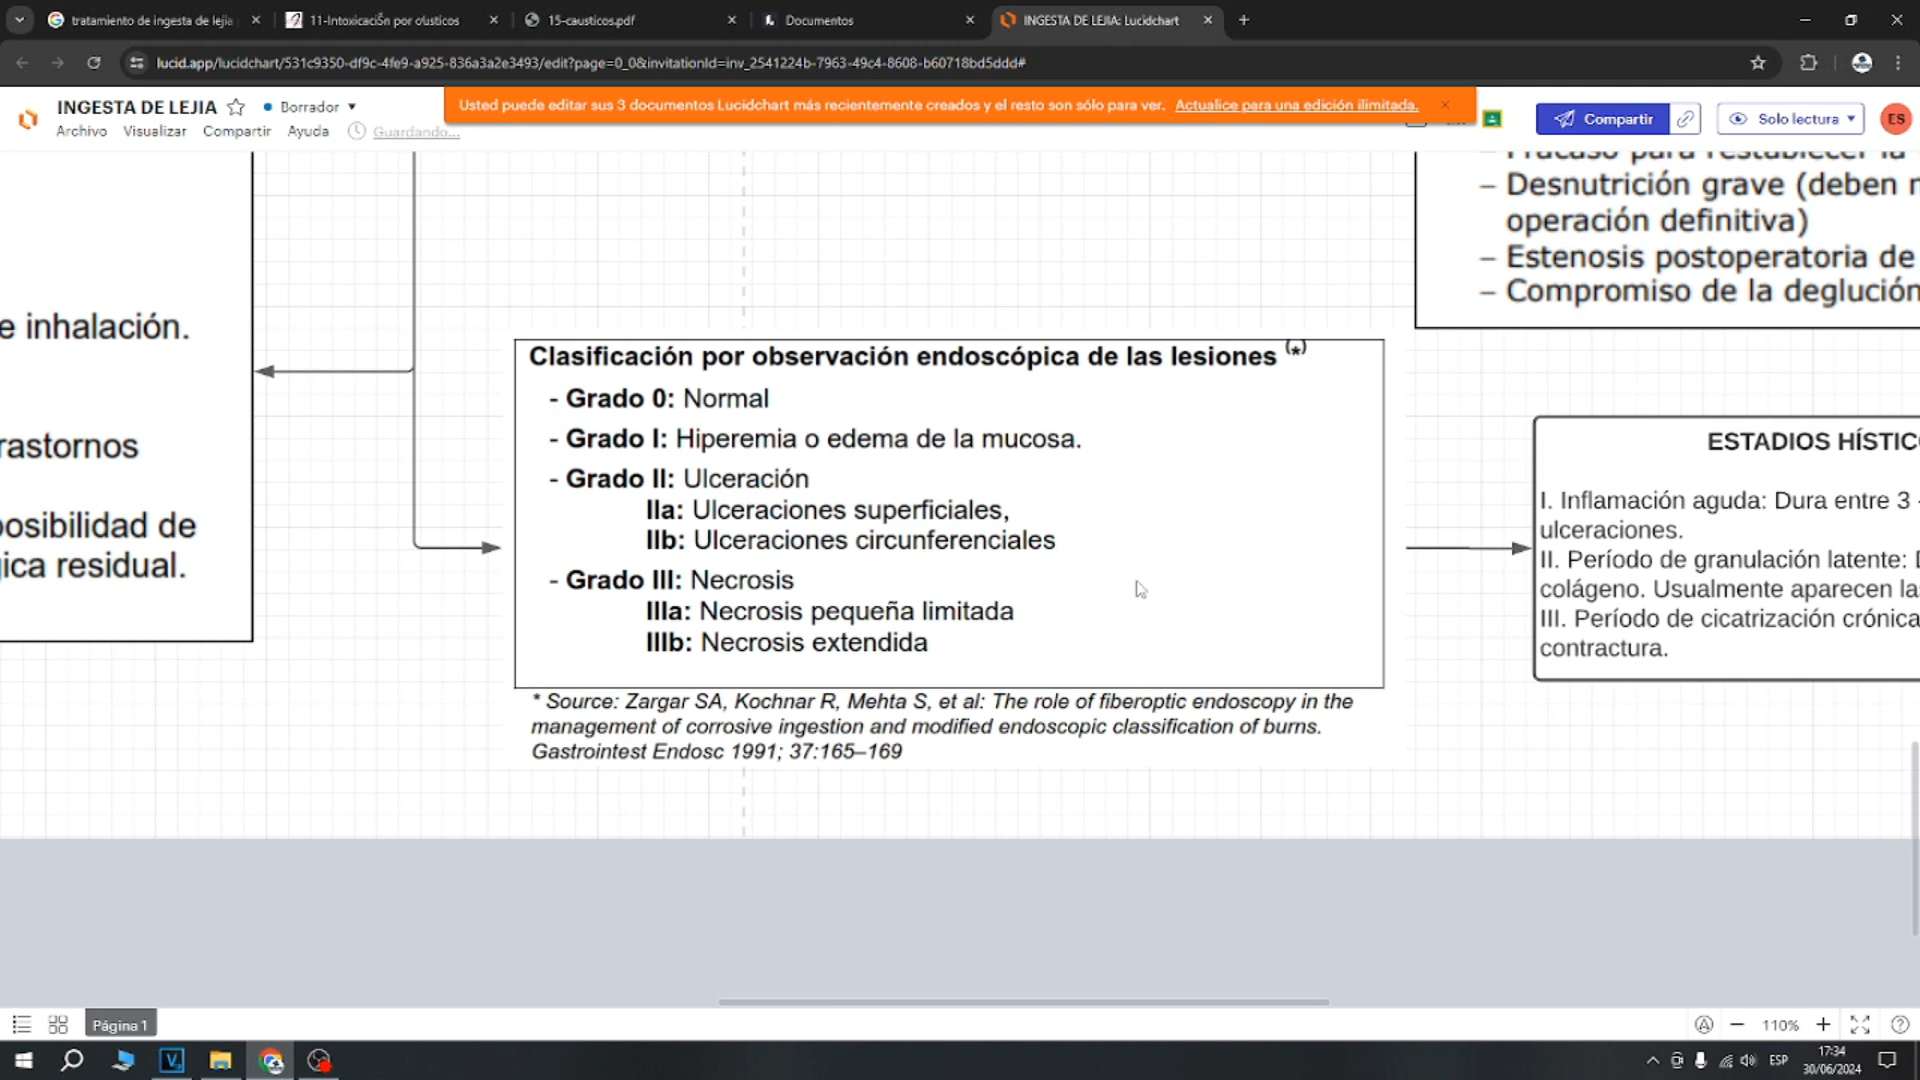 tratamiento de ingesta de lejia
11-Intoxicación por cústicos
15-causticos.pdf
Documentos
INGESTA DE LEJIA: Lucidchart
lucid.app/lucidchart/531c9350-df9c-4fe9-a925-836a3a2e3493/edit?page=0_0&invitationId=inv_2541224b-7963-49c4-8608-b60718bd5ddd#
INGESTA DE LEJIA
Borrador
Usted puede editar sus 3 documentos Lucidchart más recientemente creados y el resto son sólo para ver. Actualice para una edición ilimitada.
Archivo Visualizar Compartir Ayuda Guardando...
Compartir
Solo lectura
ES
Fracaso para restablecer la
– Desnutrición grave (deben
operación definitiva)
– Estenosis postoperatoria de
– Compromiso de la deglución
e inhalación.
rastornos
posibilidad de
gica residual.
Clasificación por observación endoscópica de las lesiones (*)
- Grado 0: Normal
- Grado I: Hiperemia o edema de la mucosa.
- Grado II: Ulceración
IIa: Ulceraciones superficiales,
IIb: Ulceraciones circunferenciales
- Grado III: Necrosis
IIIa: Necrosis pequeña limitada
IIIb: Necrosis extendida
* Source: Zargar SA, Kochnar R, Mehta S, et al: The role of fiberoptic endoscopy in the
management of corrosive ingestion and modified endoscopic classification of burns.
Gastrointest Endosc 1991; 37:165–169
ESTADIOS HÍSTIC
I. Inflamación aguda: Dura entre 3
ulceraciones.
II. Período de granulación latente:
colágeno. Usualmente aparecen la
III. Período de cicatrización crónica
contractura.
Página 1
110%
ESP
17:34
30/06/2024